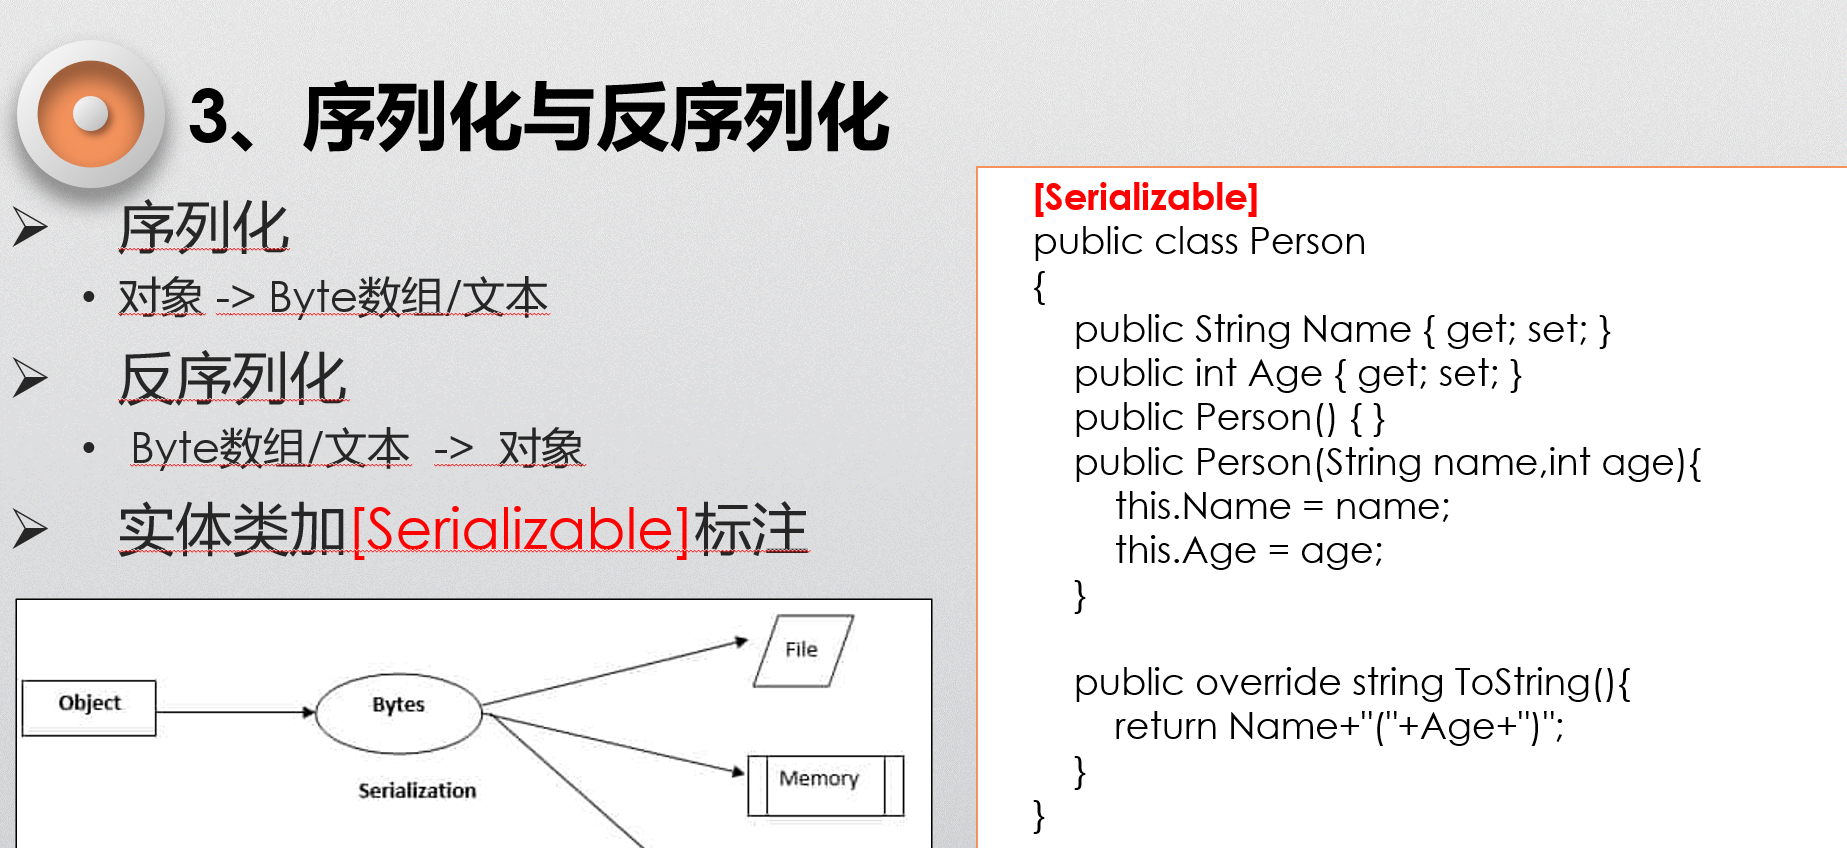 3、序列化与反序列化
序列化
对象 -> Byte数组/文本
反序列化
Byte数组/文本 -> 对象
实体类加[Serializable]标注
Object
Bytes
Serialization
File
Memory
[Serializable]
public class Person
{
public String Name { get; set; }
public int Age { get; set; }
public Person() { }
public Person(String name,int age){
this.Name = name;
this.Age = age;
}
public override string ToString(){
return Name+"("+Age+")";
}
}